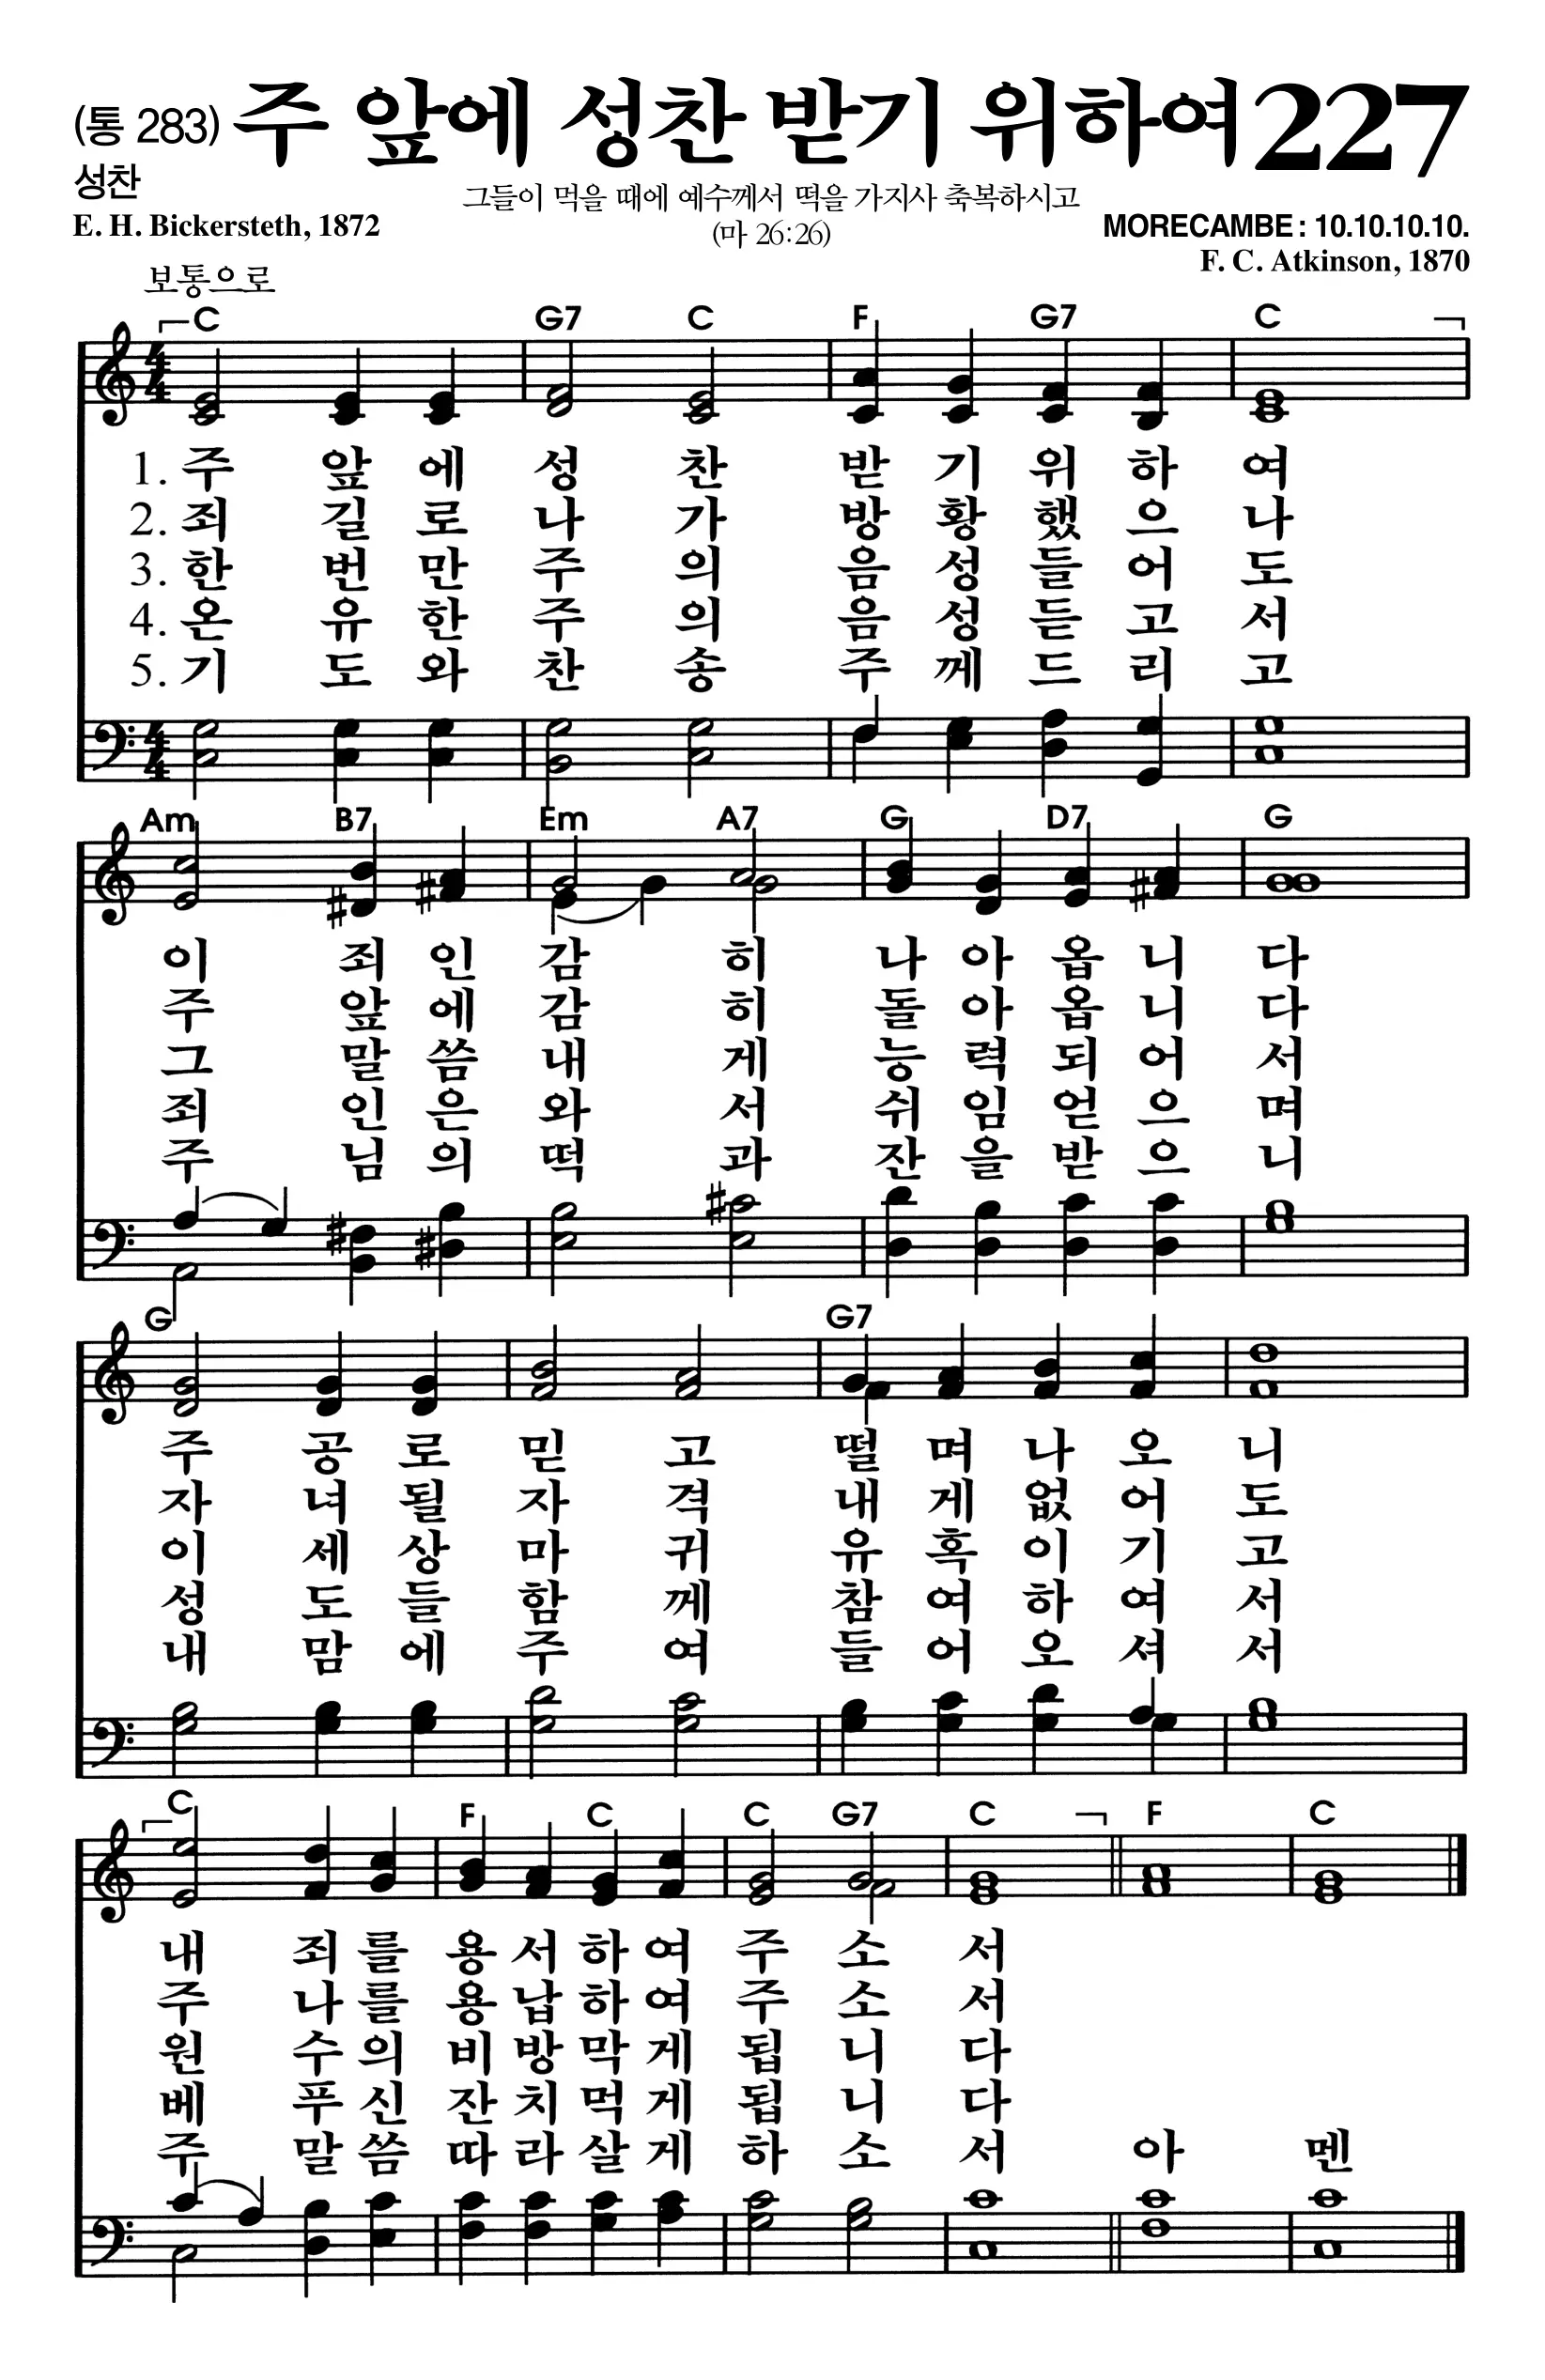 (통 283) 주 앞에 성찬 받기 위하여 227
성찬
그들이 먹을 때에 예수께서 떡을 가지사 축복하시고
E. H. Bickersteth, 1872
(마 26:26)
MORECAMBE : 10.10.10.10.
F. C. Atkinson, 1870
보통으로
C G7 C F G7 C
1. 주 앞 에 성 찬 받 기 위 하 여
2. 죄 길 로 나 가 방 황 했 으 나
3. 한 번 만 주 의 음 성 들 어 도
4. 온 유 한 주 의 음 성 듣 고 서
5. 기 도 와 찬 송 주 께 드 리 고
Am B7 Em A7 G D7 G
이 죄 인 감 히 나 아 옵 니 다
주 앞 에 감 히 돌 아 옵 니 다
그 말 씀 내 게 능 력 되 어 서
죄 인 은 와 서 쉬 임 얻 으 며
주 님 의 떡 과 잔 을 받 으 니
G G7
주 공 로 믿 고 떨 며 나 오 니
자 녀 될 자 격 내 게 없 어 도
이 세 상 마 귀 유 혹 이 기 고
성 도 들 함 께 참 여 하 여 서
내 맘 에 주 여 들 어 오 셔 서
C F C C G7 C F C
내 죄 를 용 서 하 여 주 소 서
주 나 를 용 납 하 여 주 소 서
원 수 의 비 방 막 게 됩 니 다
베 푸 신 잔 치 먹 게 됩 니 다
주 말 씀 따 라 살 게 하 소 서 아 멘